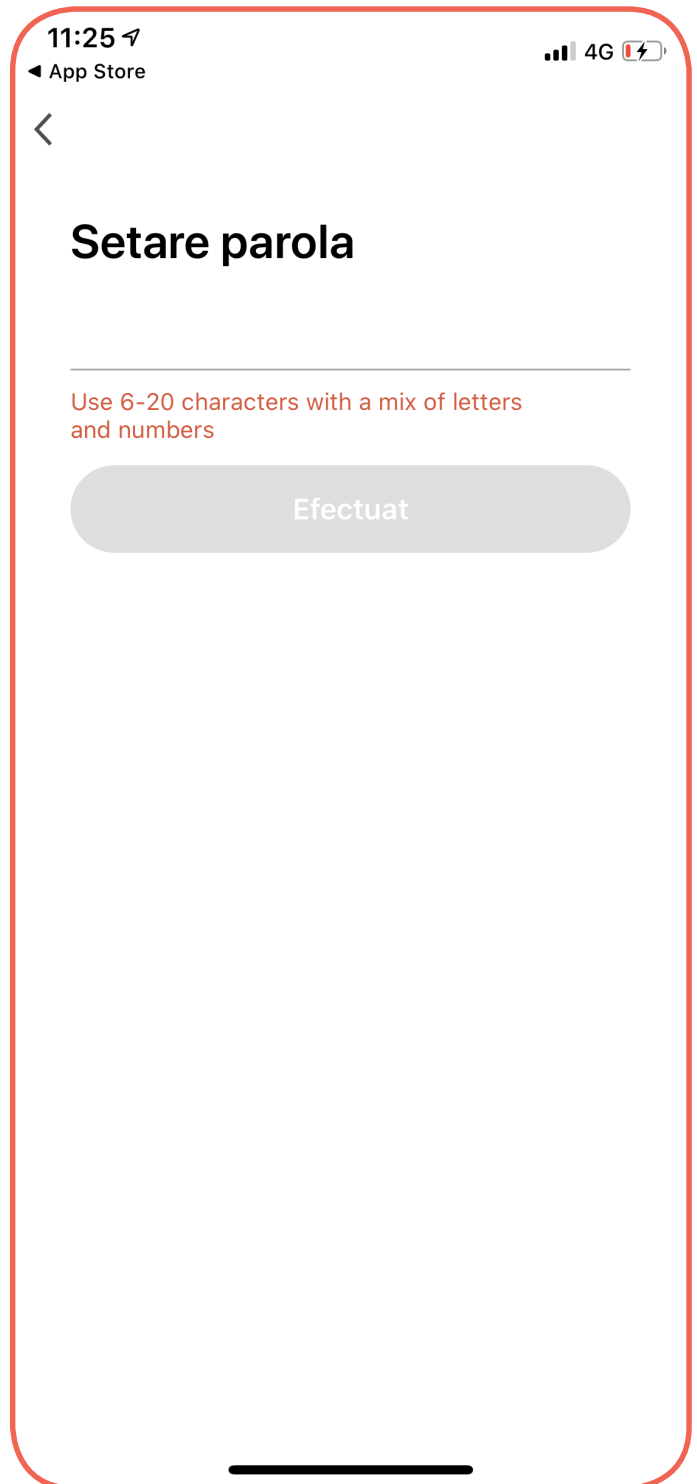 11:25
4G
App Store
Setare parola
Use 6-20 characters with a mix of letters
and numbers
Efectuat